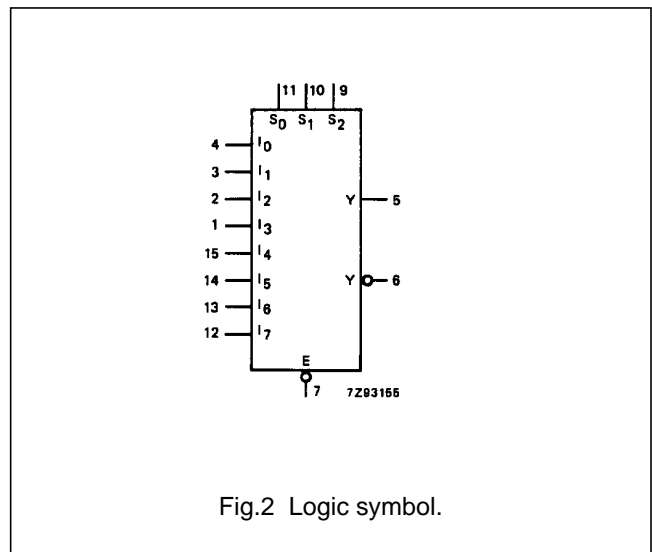 11 10 9
S0 S1 S2
4 I0
3 I1
2 I2 Y 5
1 I3
15 I4
14 I5 Y 6
13 I6
12 I7
E
7 7Z93155
Fig.2 Logic symbol.